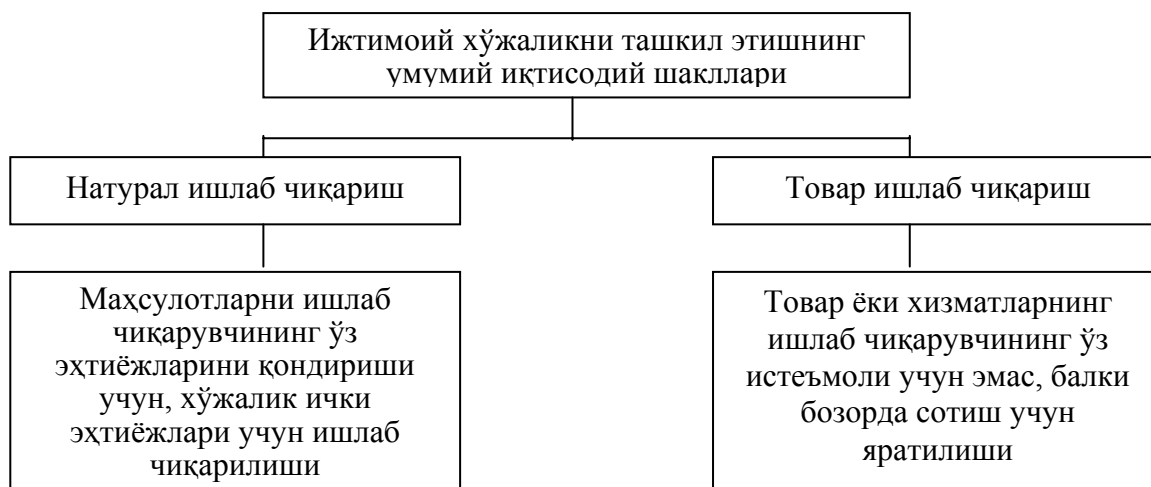 Ижтимоий хўжаликни ташкил этишнинг
умумий иқтисодий шакллари
Натурал ишлаб чиқариш
Товар ишлаб чиқариш
Маҳсулотларни ишлаб
чиқарувчининг ўз
эҳтиёжларини қондириши
учун, хўжалик ички
эҳтиёжлари учун ишлаб
чиқарилиши
Товар ёки хизматларнинг
ишлаб чиқарувчининг ўз
истеъмоли учун эмас, балки
бозорда сотиш учун
яратилиши